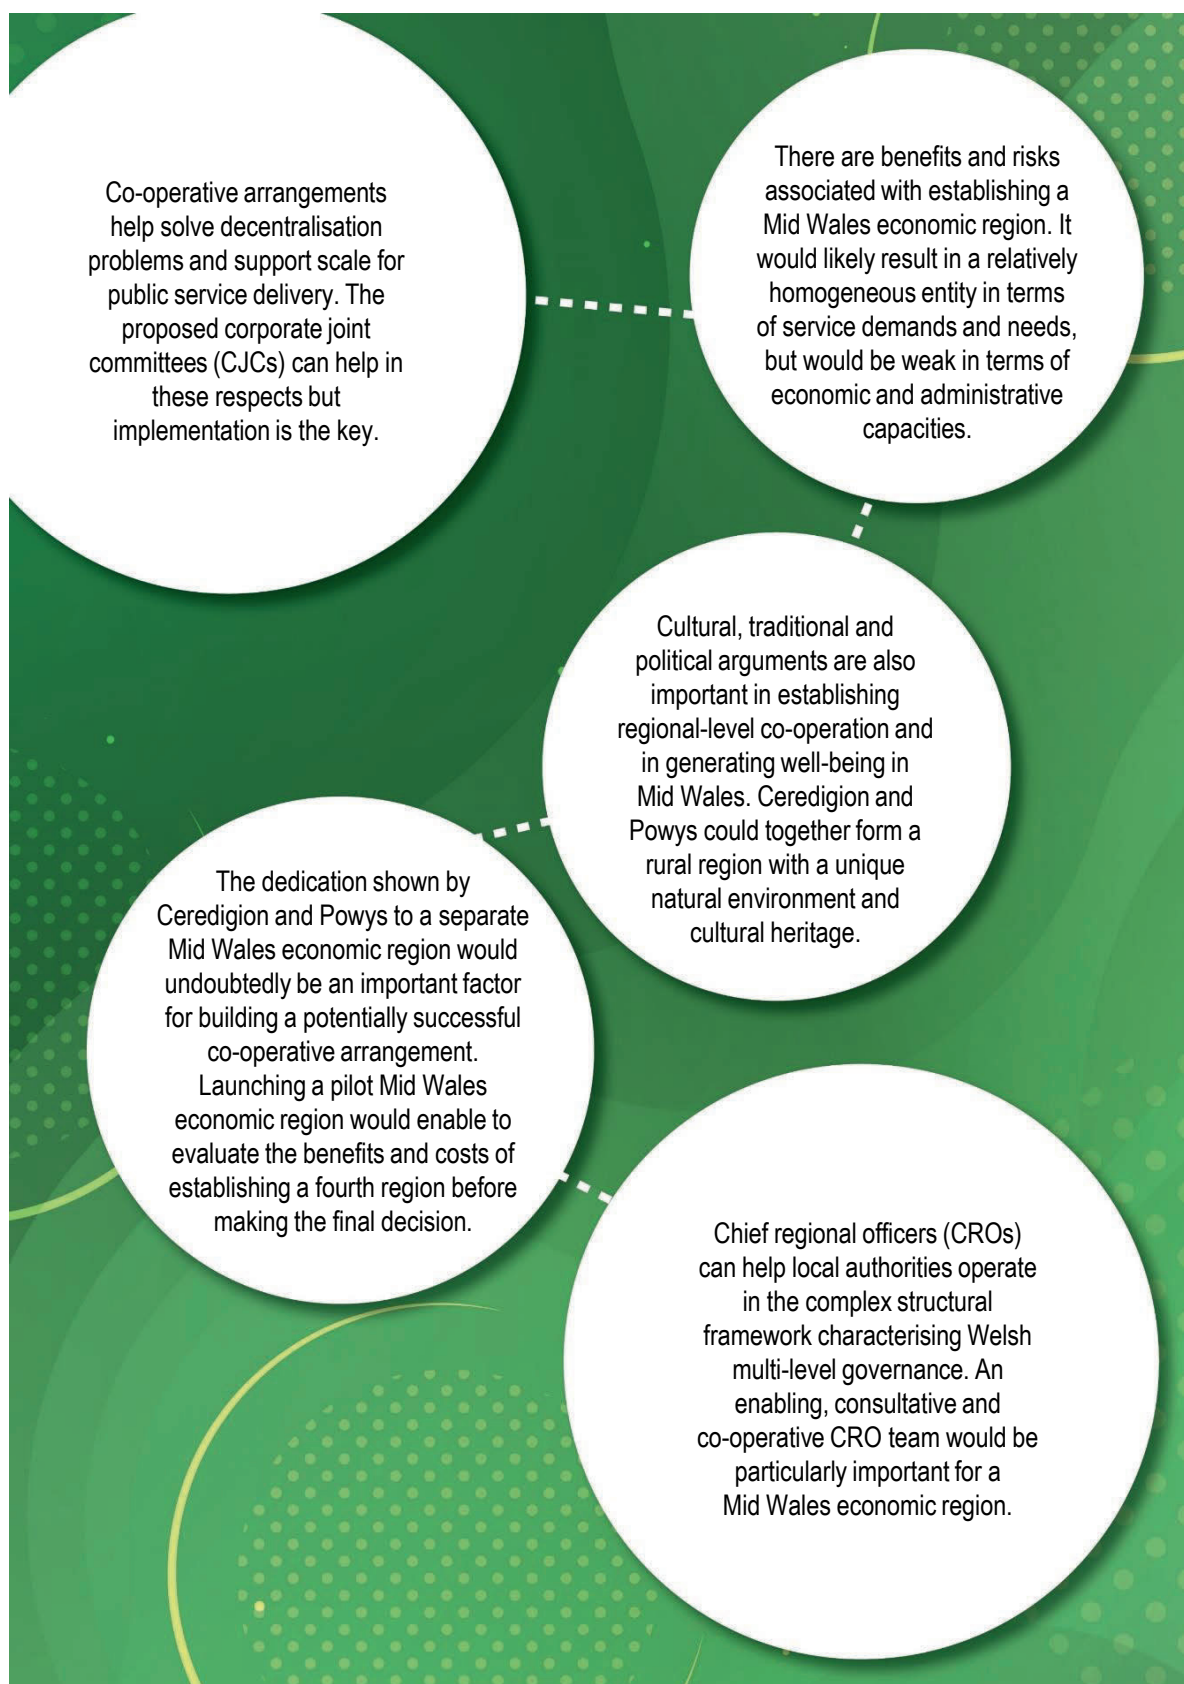 Co-operative arrangements
help solve decentralisation
problems and support scale for
public service delivery. The
proposed corporate joint
committees (CJCs) can help in
these respects but
implementation is the key.
There are benefits and risks
associated with establishing a
Mid Wales economic region. It
would likely result in a relatively
homogeneous entity in terms
of service demands and needs,
but would be weak in terms of
economic and administrative
capacities.
Cultural, traditional and
political arguments are also
important in establishing
regional-level co-operation and
in generating well-being in
Mid Wales. Ceredigion and
Powys could together form a
rural region with a unique
natural environment and
cultural heritage.
The dedication shown by
Ceredigion and Powys to a separate
Mid Wales economic region would
undoubtedly be an important factor
for building a potentially successful
co-operative arrangement.
Launching a pilot Mid Wales
economic region would enable to
evaluate the benefits and costs of
establishing a fourth region before
making the final decision.
Chief regional officers (CROs)
can help local authorities operate
in the complex structural
framework characterising Welsh
multi-level governance. An
enabling, consultative and
co-operative CRO team would be
particularly important for a
Mid Wales economic region.